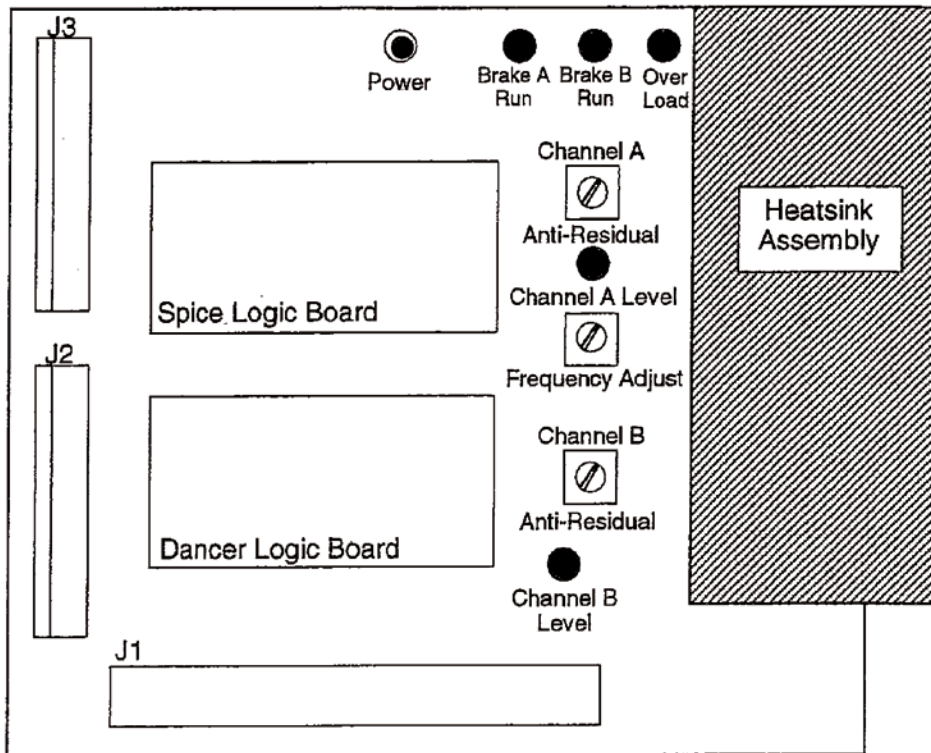 J3
Power
Brake A
Run
Brake B
Run
Over
Load
Channel A
Anti-Residual
Channel A Level
Frequency Adjust
Heatsink
Assembly
Spice Logic Board
J2
Channel B
Anti-Residual
Dancer Logic Board
Channel B
Level
J1